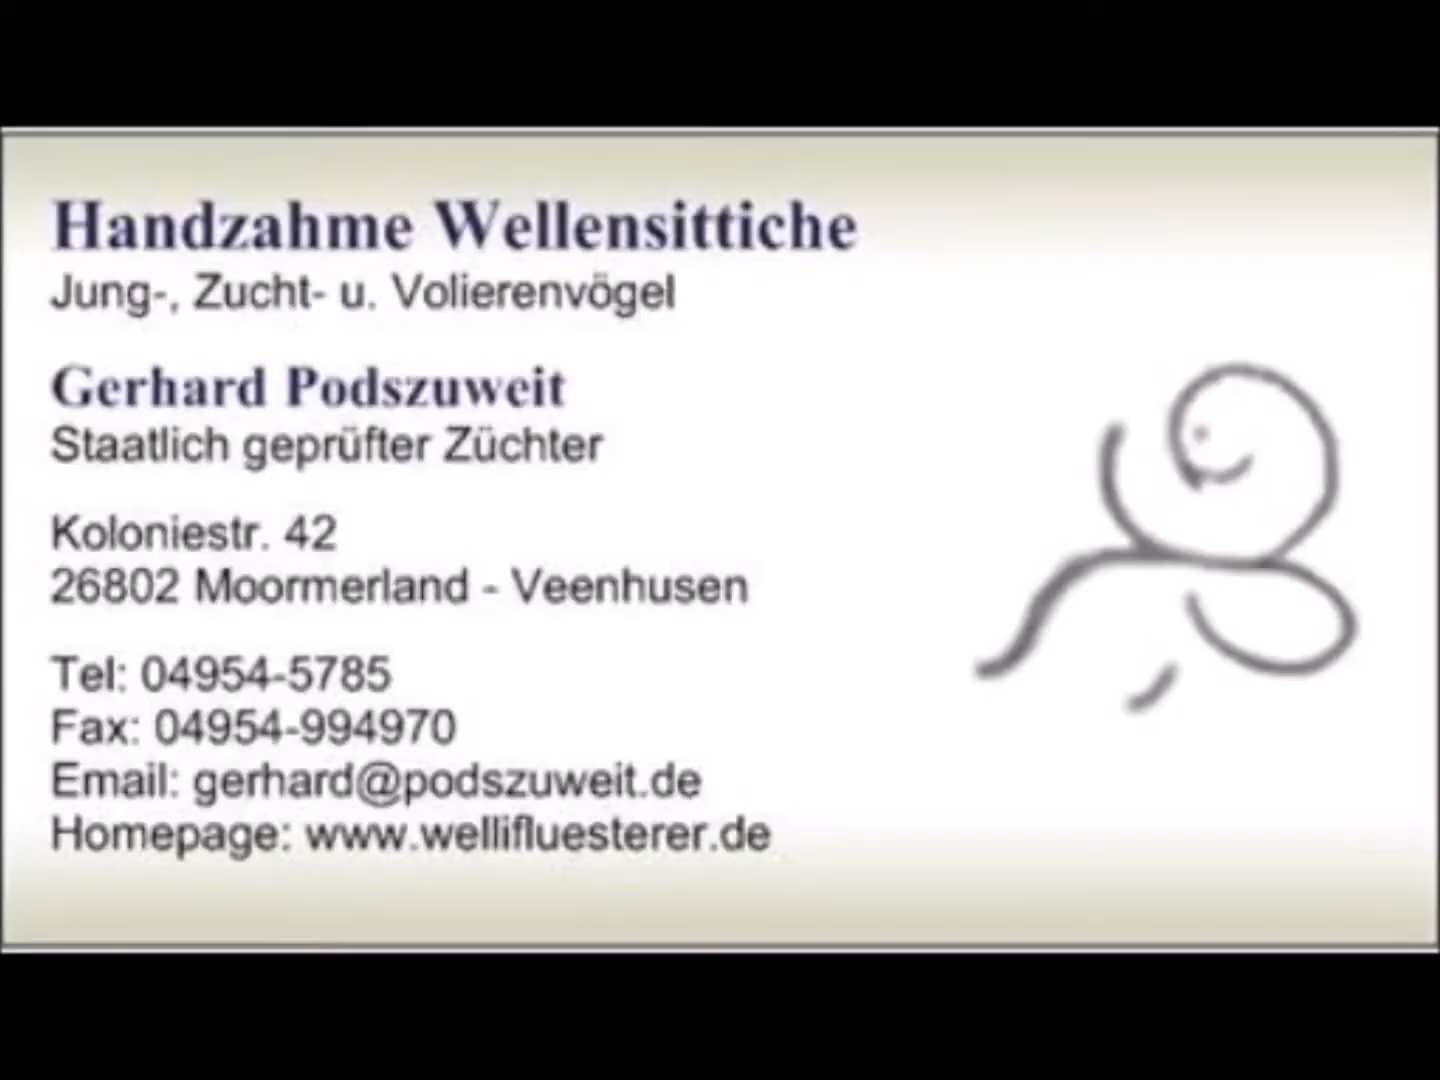 Handzahme Wellensittiche
Jung-, Zucht- u. Volierenvögel
Gerhard Podszuweit
Staatlich geprüfter Züchter
Koloniestr. 42
26802 Moormerland - Veenhusen
Tel: 04954-5785
Fax: 04954-994970
Email: gerhard@podszuweit.de
Homepage: www.wellifluesterer.de